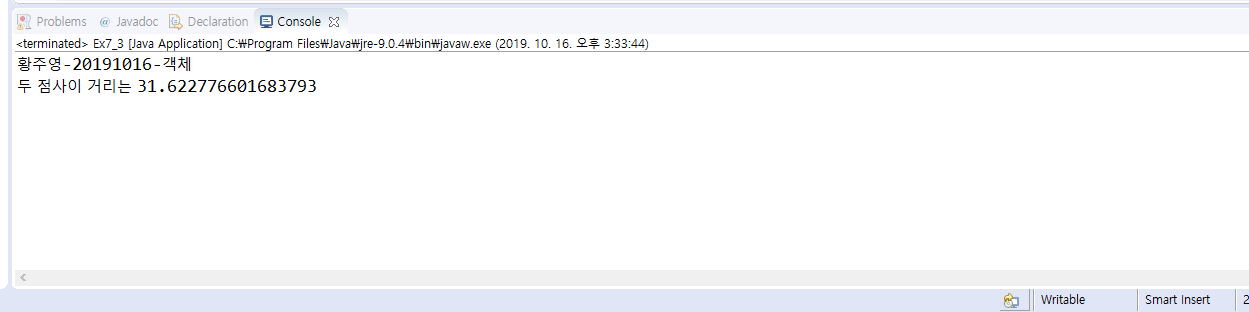 Problems @ Javadoc Declaration Console
<terminated> Ex7_3 [Java Application] C:₩Program Files₩Java₩jre-9.0.4₩bin₩javaw.exe (2019. 10. 16. 오후 3:33:44)
황주영-20191016-객체
두 점사이 거리는 31.622776601683793
Writable Smart Insert 2